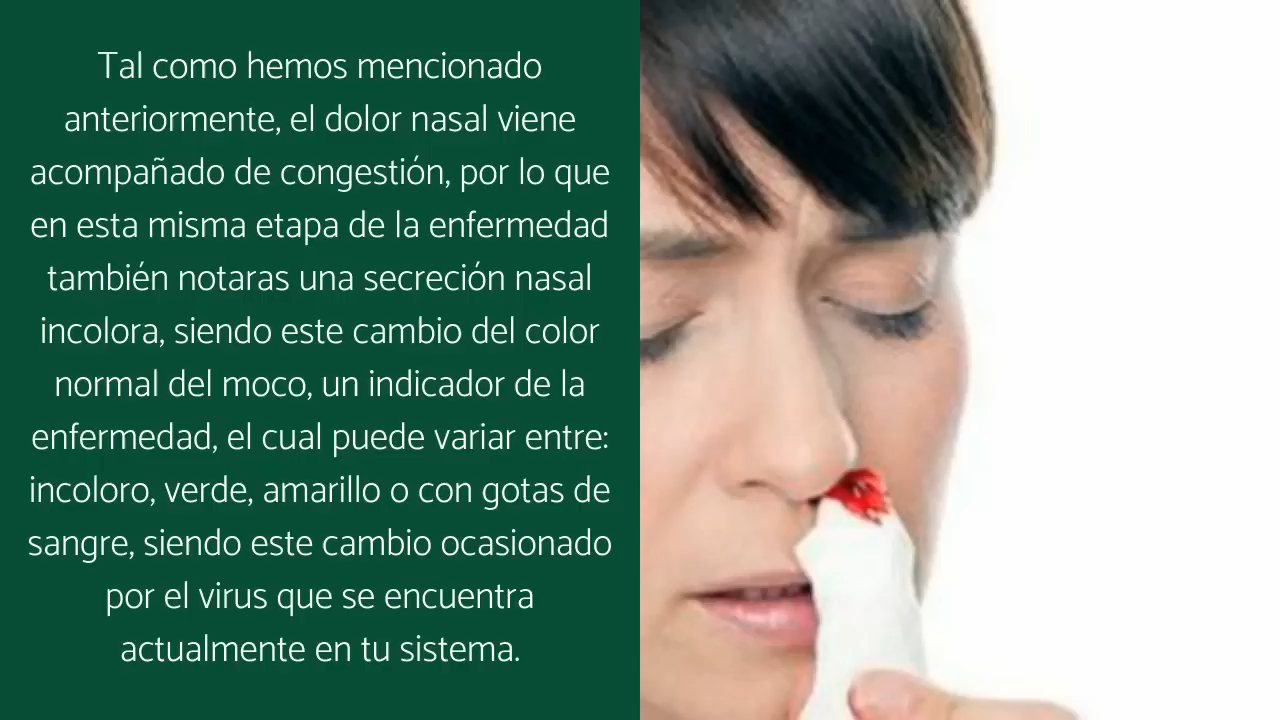 Tal como hemos mencionado
anteriormente, el dolor nasal viene
acompañado de congestión, por lo que
en esta misma etapa de la enfermedad
también notaras una secreción nasal
incolora, siendo este cambio del color
normal del moco, un indicador de la
enfermedad, el cual puede variar entre:
incoloro, verde, amarillo o con gotas de
sangre, siendo este cambio ocasionado
por el virus que se encuentra
actualmente en tu sistema.